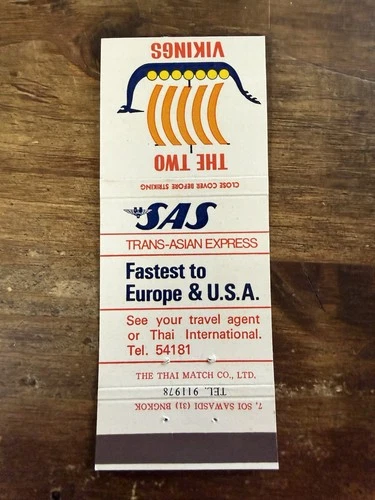 THE TWO
VIKINGS
CLOSE COVER BEFORE STRIKING
SAS
TRANS-ASIAN EXPRESS
Fastest to
Europe & U.S.A.
See your travel agent
or Thai International.
Tel. 54181
THE THAI MATCH CO., LTD.
TEL. 911978
7, SOI SAWASDI (31) BNGKOK